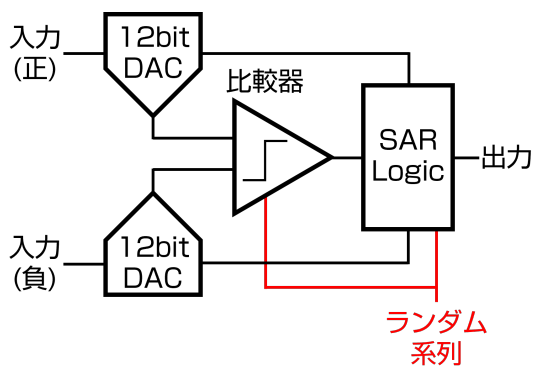 入力
(正)
12bit
DAC
比較器
SAR
Logic
出力
入力
(負)
12bit
DAC
ランダム
系列